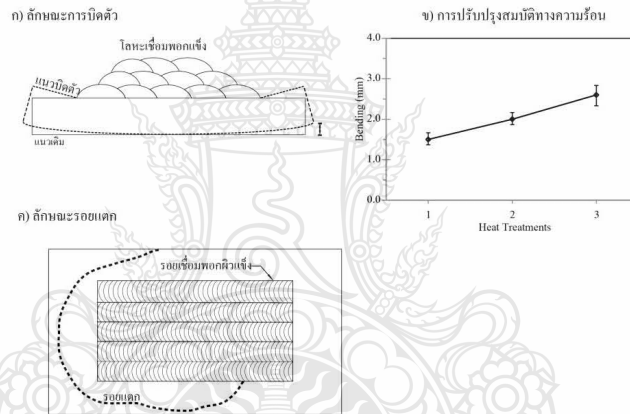 ก) ลักษณะการบิดตัว
โลหะเชื่อมพอกแข็ง
แนวบิดตัว
แนวเดิม
ข) การปรับปรุงสมบัติทางความร้อน
Bending (mm)
4.0
3.0
2.0
1.0
0.0
1 2 3
Heat Treatments
ค) ลักษณะรอยแตก
รอยเชื่อมพอกผิวแข็ง
รอยแตก